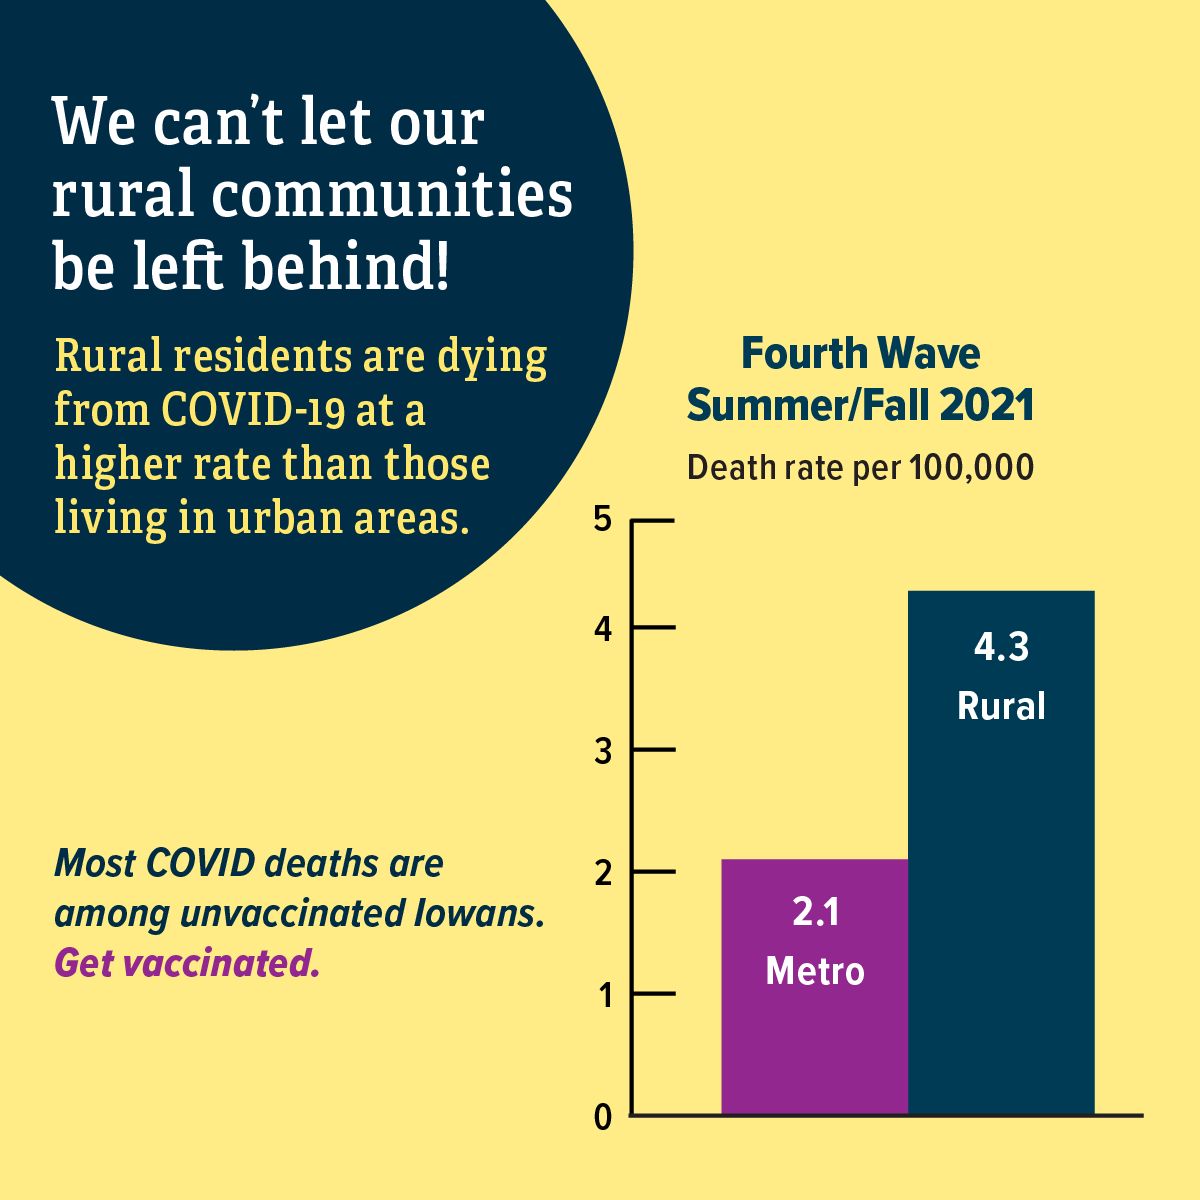 We can't let our
rural communities
be left behind!
Rural residents are dying
from COVID-19 at a
higher rate than those
living in urban areas.
Fourth Wave
Summer/Fall 2021
Death rate per 100,000
5
4
3
2
1
0
4.3
Rural
2.1
Metro
Most COVID deaths are
among unvaccinated Iowans.
Get vaccinated.